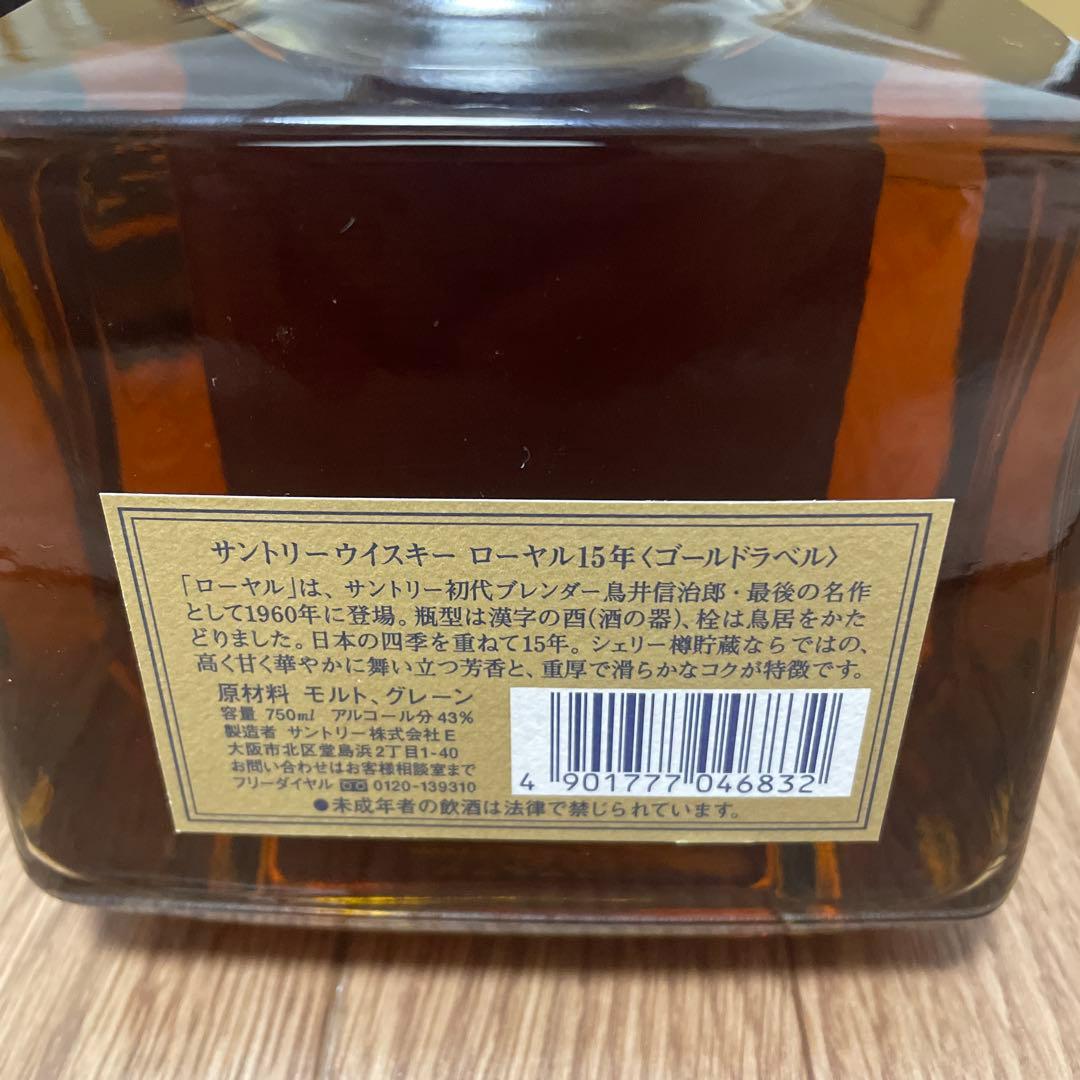 サントリーウイスキー ローヤル15年〈ゴールドラベル〉
「ローヤル」は、サントリー初代ブレンダー鳥井信治郎・最後の名作
として1960年に登場。瓶型は漢字の酉(酒の器)、栓は鳥居をかた
どりました。日本の四季を重ねて15年。シェリー樽貯蔵ならではの、
高く甘く華やかに舞い立つ芳香と、重厚で滑らかなコクが特徴です。
原材料 モルト、グレーン
容量 750ml アルコール分43%
製造者 サントリー株式会社E
大阪市北区堂島浜2丁目1-40
お問い合わせはお客様相談室まで
フリーダイヤル 0120-139310
4 901777 046832
●未成年者の飲酒は法律で禁じられています。